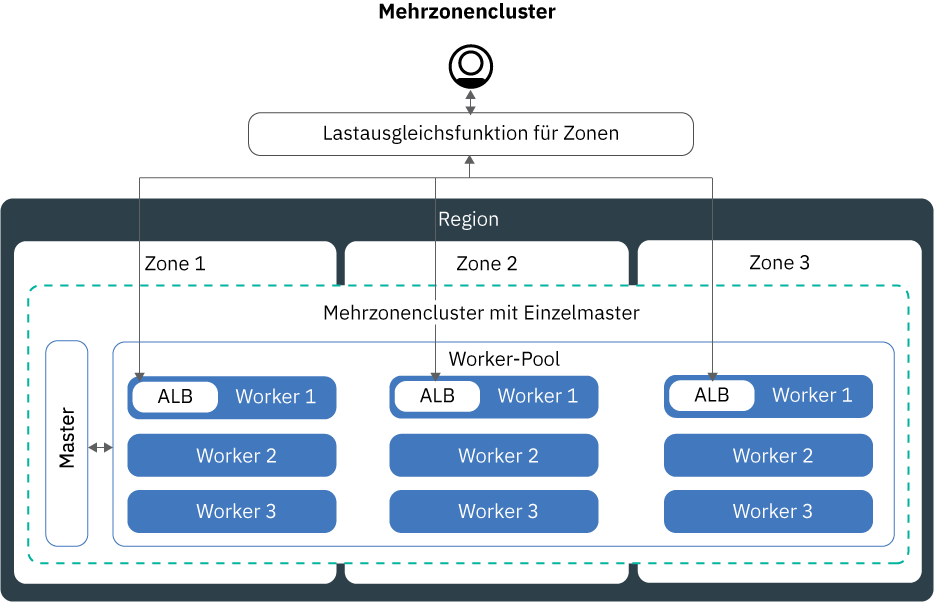 Mehrzonencluster
Lastausgleichsfunktion für Zonen
Region
Zone 1
Zone 2
Zone 3
Mehrzonencluster mit Einzelmaster
Master
Worker-Pool
ALB Worker 1
ALB Worker 1
ALB Worker 1
Worker 2
Worker 2
Worker 2
Worker 3
Worker 3
Worker 3